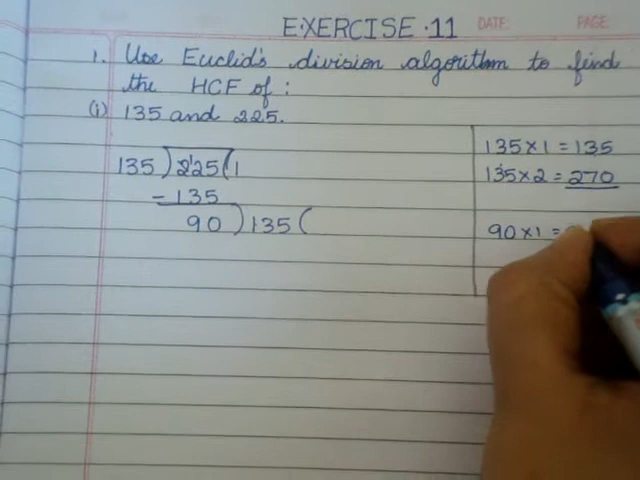 EXERCISE .11 DATE: PAGE:
1. Use Euclid's division algorithm to find
the HCF of :
(i) 135 and 225.
135 ) 225 ( 1
- 135
90 ) 135 (
135 × 1 = 135
135 × 2 = 270
90 × 1 =